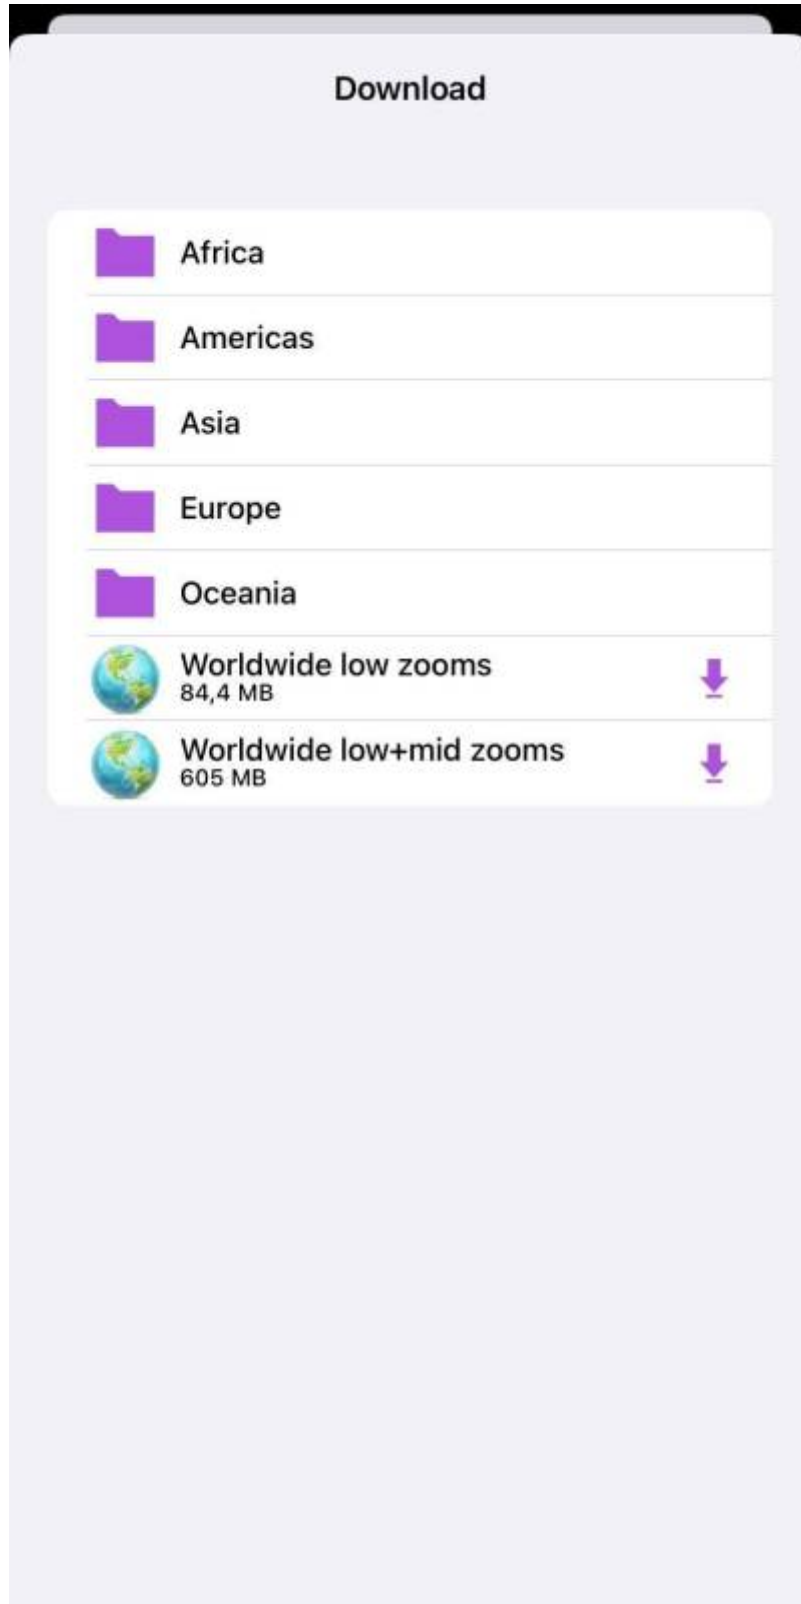 Download
Africa
Americas
Asia
Europe
Oceania
Worldwide low zooms
84,4 MB
Worldwide low+mid zooms
605 MB